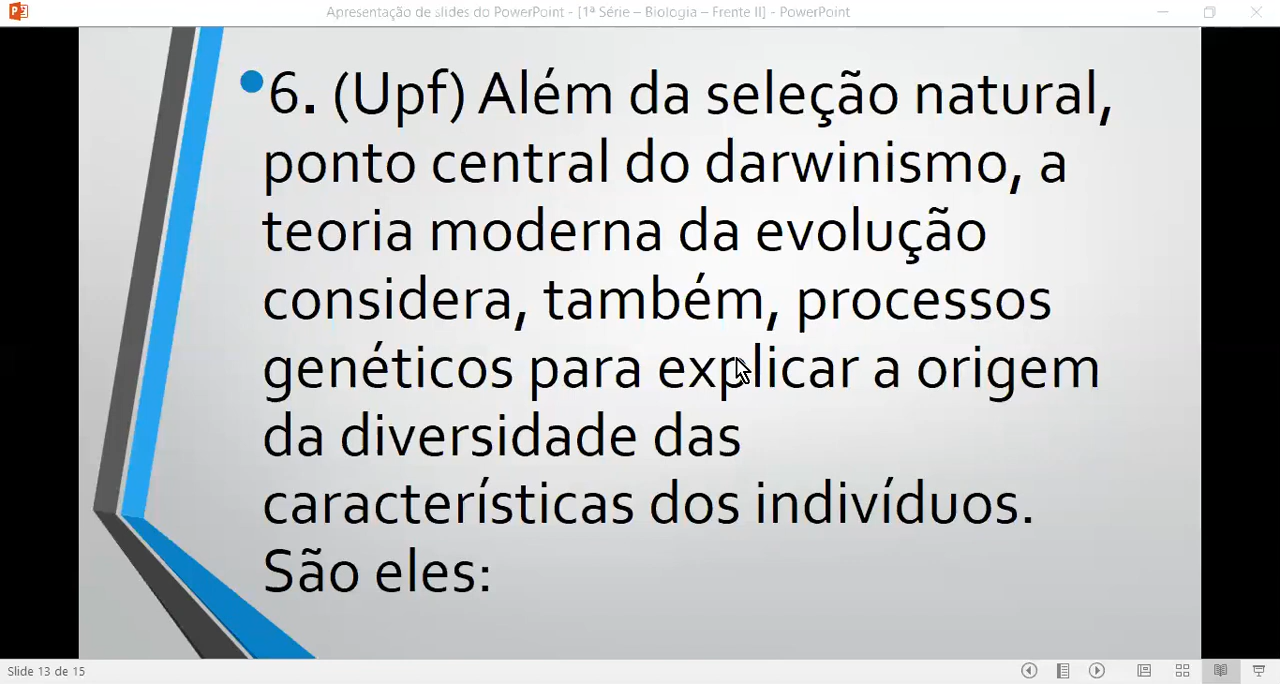 Apresentação de slides do PowerPoint - [1ª Série – Biologia – Frente II] - PowerPoint
•6. (Upf) Além da seleção natural,
ponto central do darwinismo, a
teoria moderna da evolução
considera, também, processos
genéticos para explicar a origem
da diversidade das
características dos indivíduos.
São eles:
Slide 13 de 15